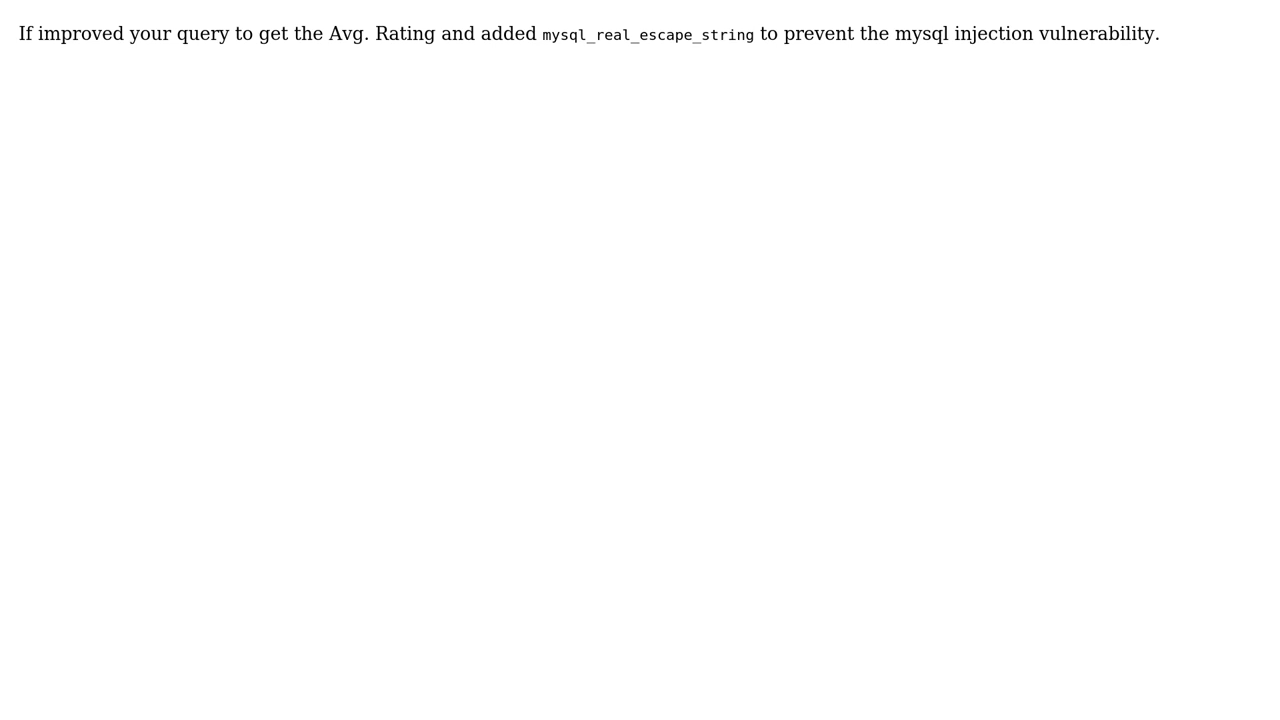 If improved your query to get the Avg. Rating and added mysql_real_escape_string to prevent the mysql injection vulnerability.